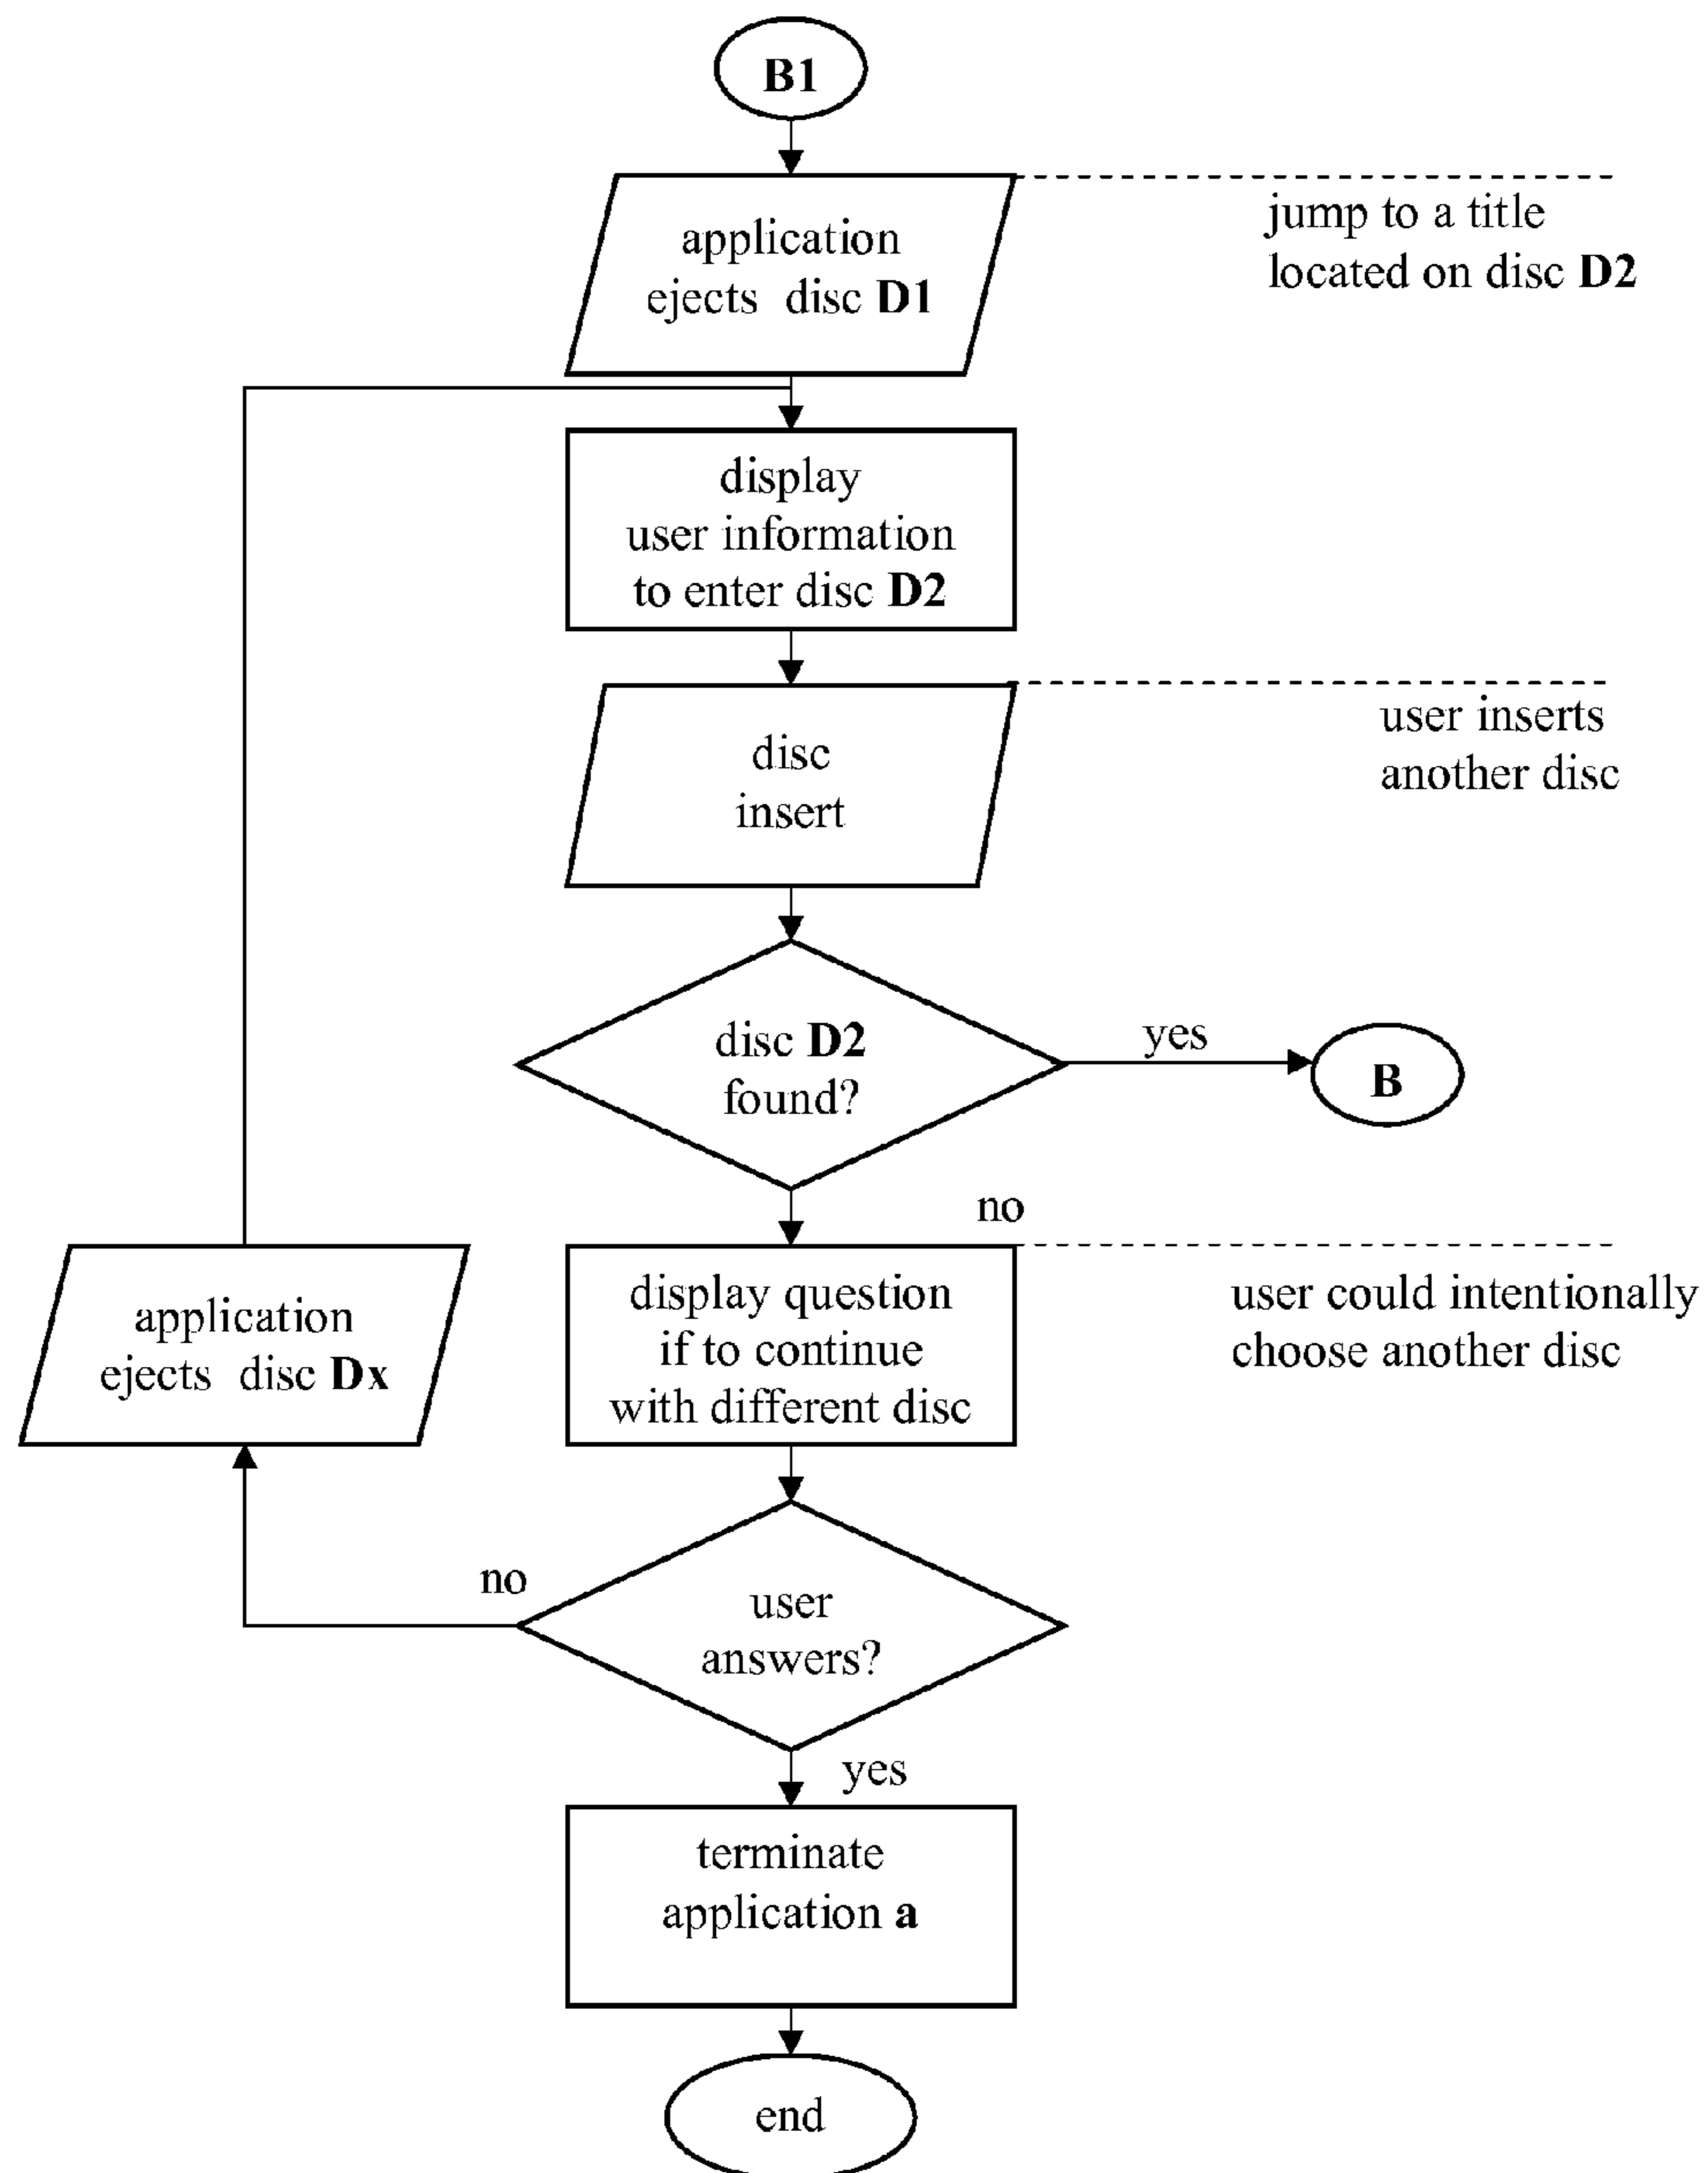 B1
application
ejects disc D1
jump to a title
located on disc D2
display
user information
to enter disc D2
disc
insert
user inserts
another disc
disc D2
found?
yes
B
no
application
ejects disc Dx
display question
if to continue
with different disc
user could intentionally
choose another disc
no
user
answers?
yes
terminate
application a
end